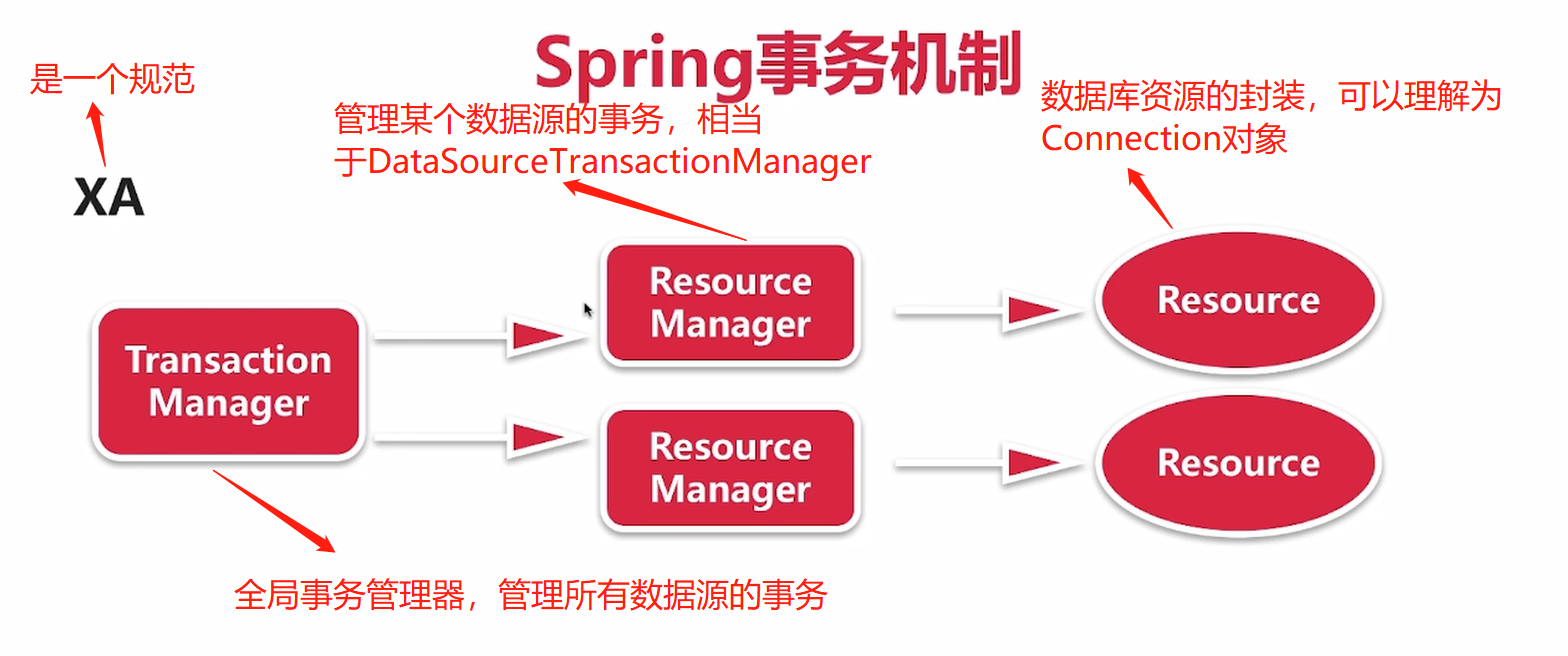 Spring事务机制
是一个规范
数据库资源的封装，可以理解为
Connection对象
管理某个数据源的事务，相当
于DataSourceTransactionManager
XA
Resource
Manager
Resource
Transaction
Manager
Resource
Manager
Resource
全局事务管理器，管理所有数据源的事务